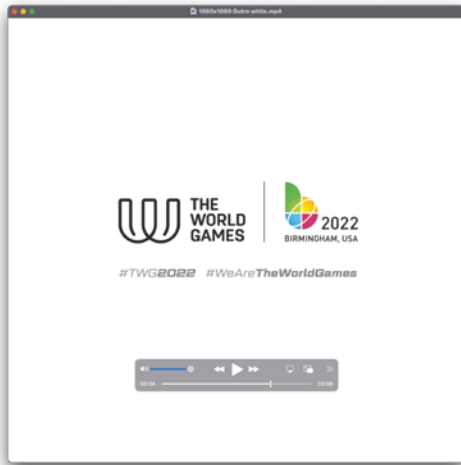 1080x1080 Outro white.mp4
THE
WORLD
GAMES
2022
BIRMINGHAM, USA
#TWG2022 #WeAreTheWorldGames
00:04
00:06